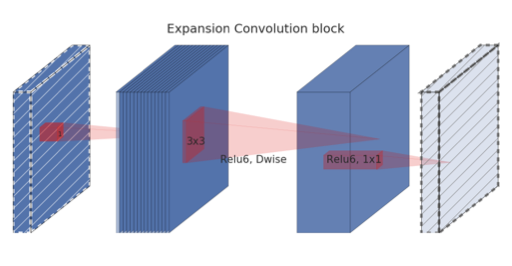 Expansion Convolution block
3x3
Relu6, Dwise
Relu6, 1x1